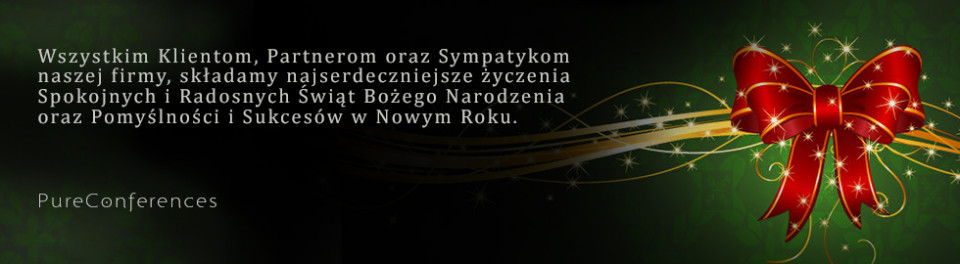 Wszystkim Klientom, Partnerom oraz Sympatykom
naszej firmy, składamy najserdeczniejsze życzenia
Spokojnych i Radosnych Świąt Bożego Narodzenia
oraz Pomyślności i Sukcesów w Nowym Roku.
PureConferences